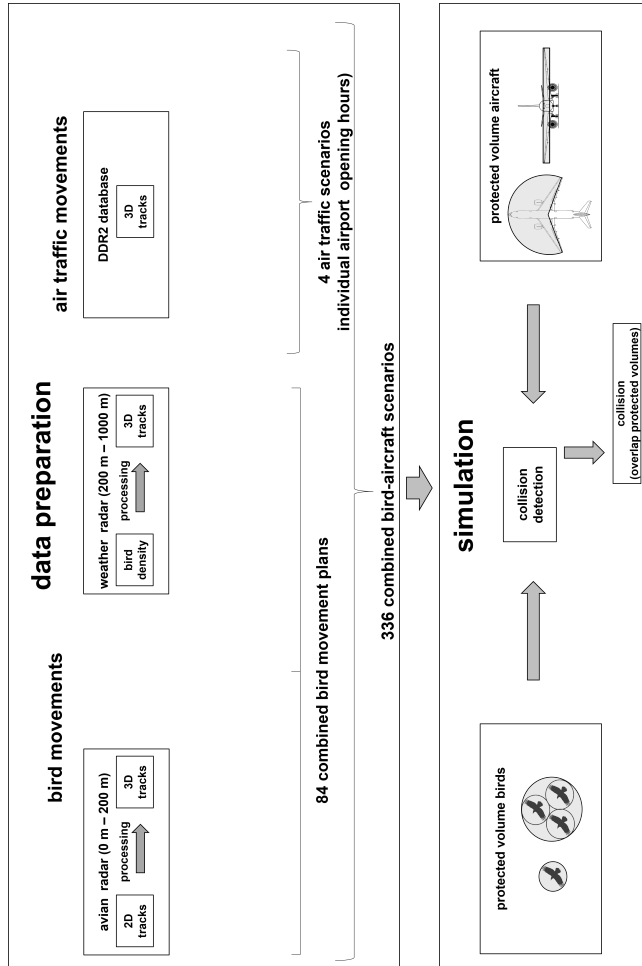 data preparation
bird movements
avian radar (0 m – 200 m)
2D
tracks
processing
3D
tracks
weather radar (200 m – 1000 m)
bird
density
processing
3D
tracks
air traffic movements
DDR2 database
3D
tracks
84 combined bird movement plans
4 air traffic scenarios
individual airport opening hours)
336 combined bird-aircraft scenarios
simulation
protected volume birds
collision
detection
protected volume aircraft
collision
(overlap protected volumes)